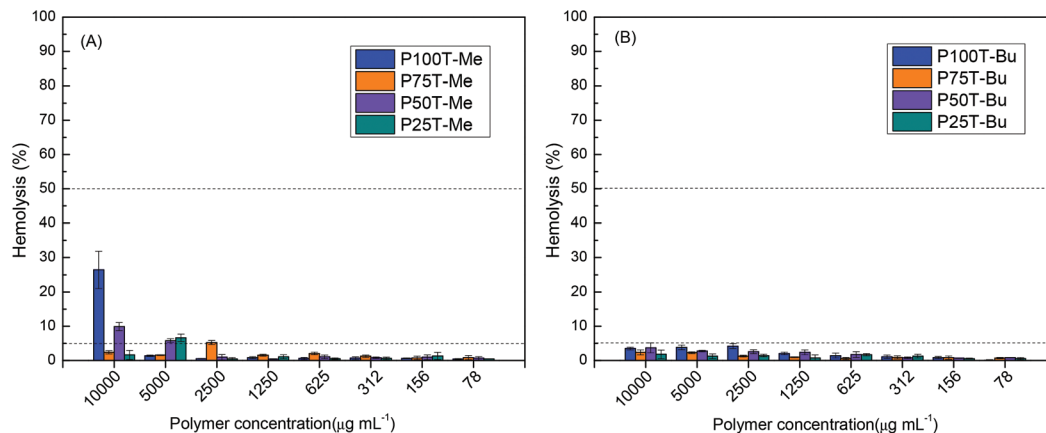 (A)
P100T-Me
P75T-Me
P50T-Me
P25T-Me
Hemolysis (%)
100
90
80
70
60
50
40
30
20
10
0
10000
5000
2500
1250
625
312
156
78
Polymer concentration(µg mL⁻¹)
(B)
P100T-Bu
P75T-Bu
P50T-Bu
P25T-Bu
Hemolysis (%)
100
90
80
70
60
50
40
30
20
10
0
10000
5000
2500
1250
625
312
156
78
Polymer concentration(µg mL⁻¹)